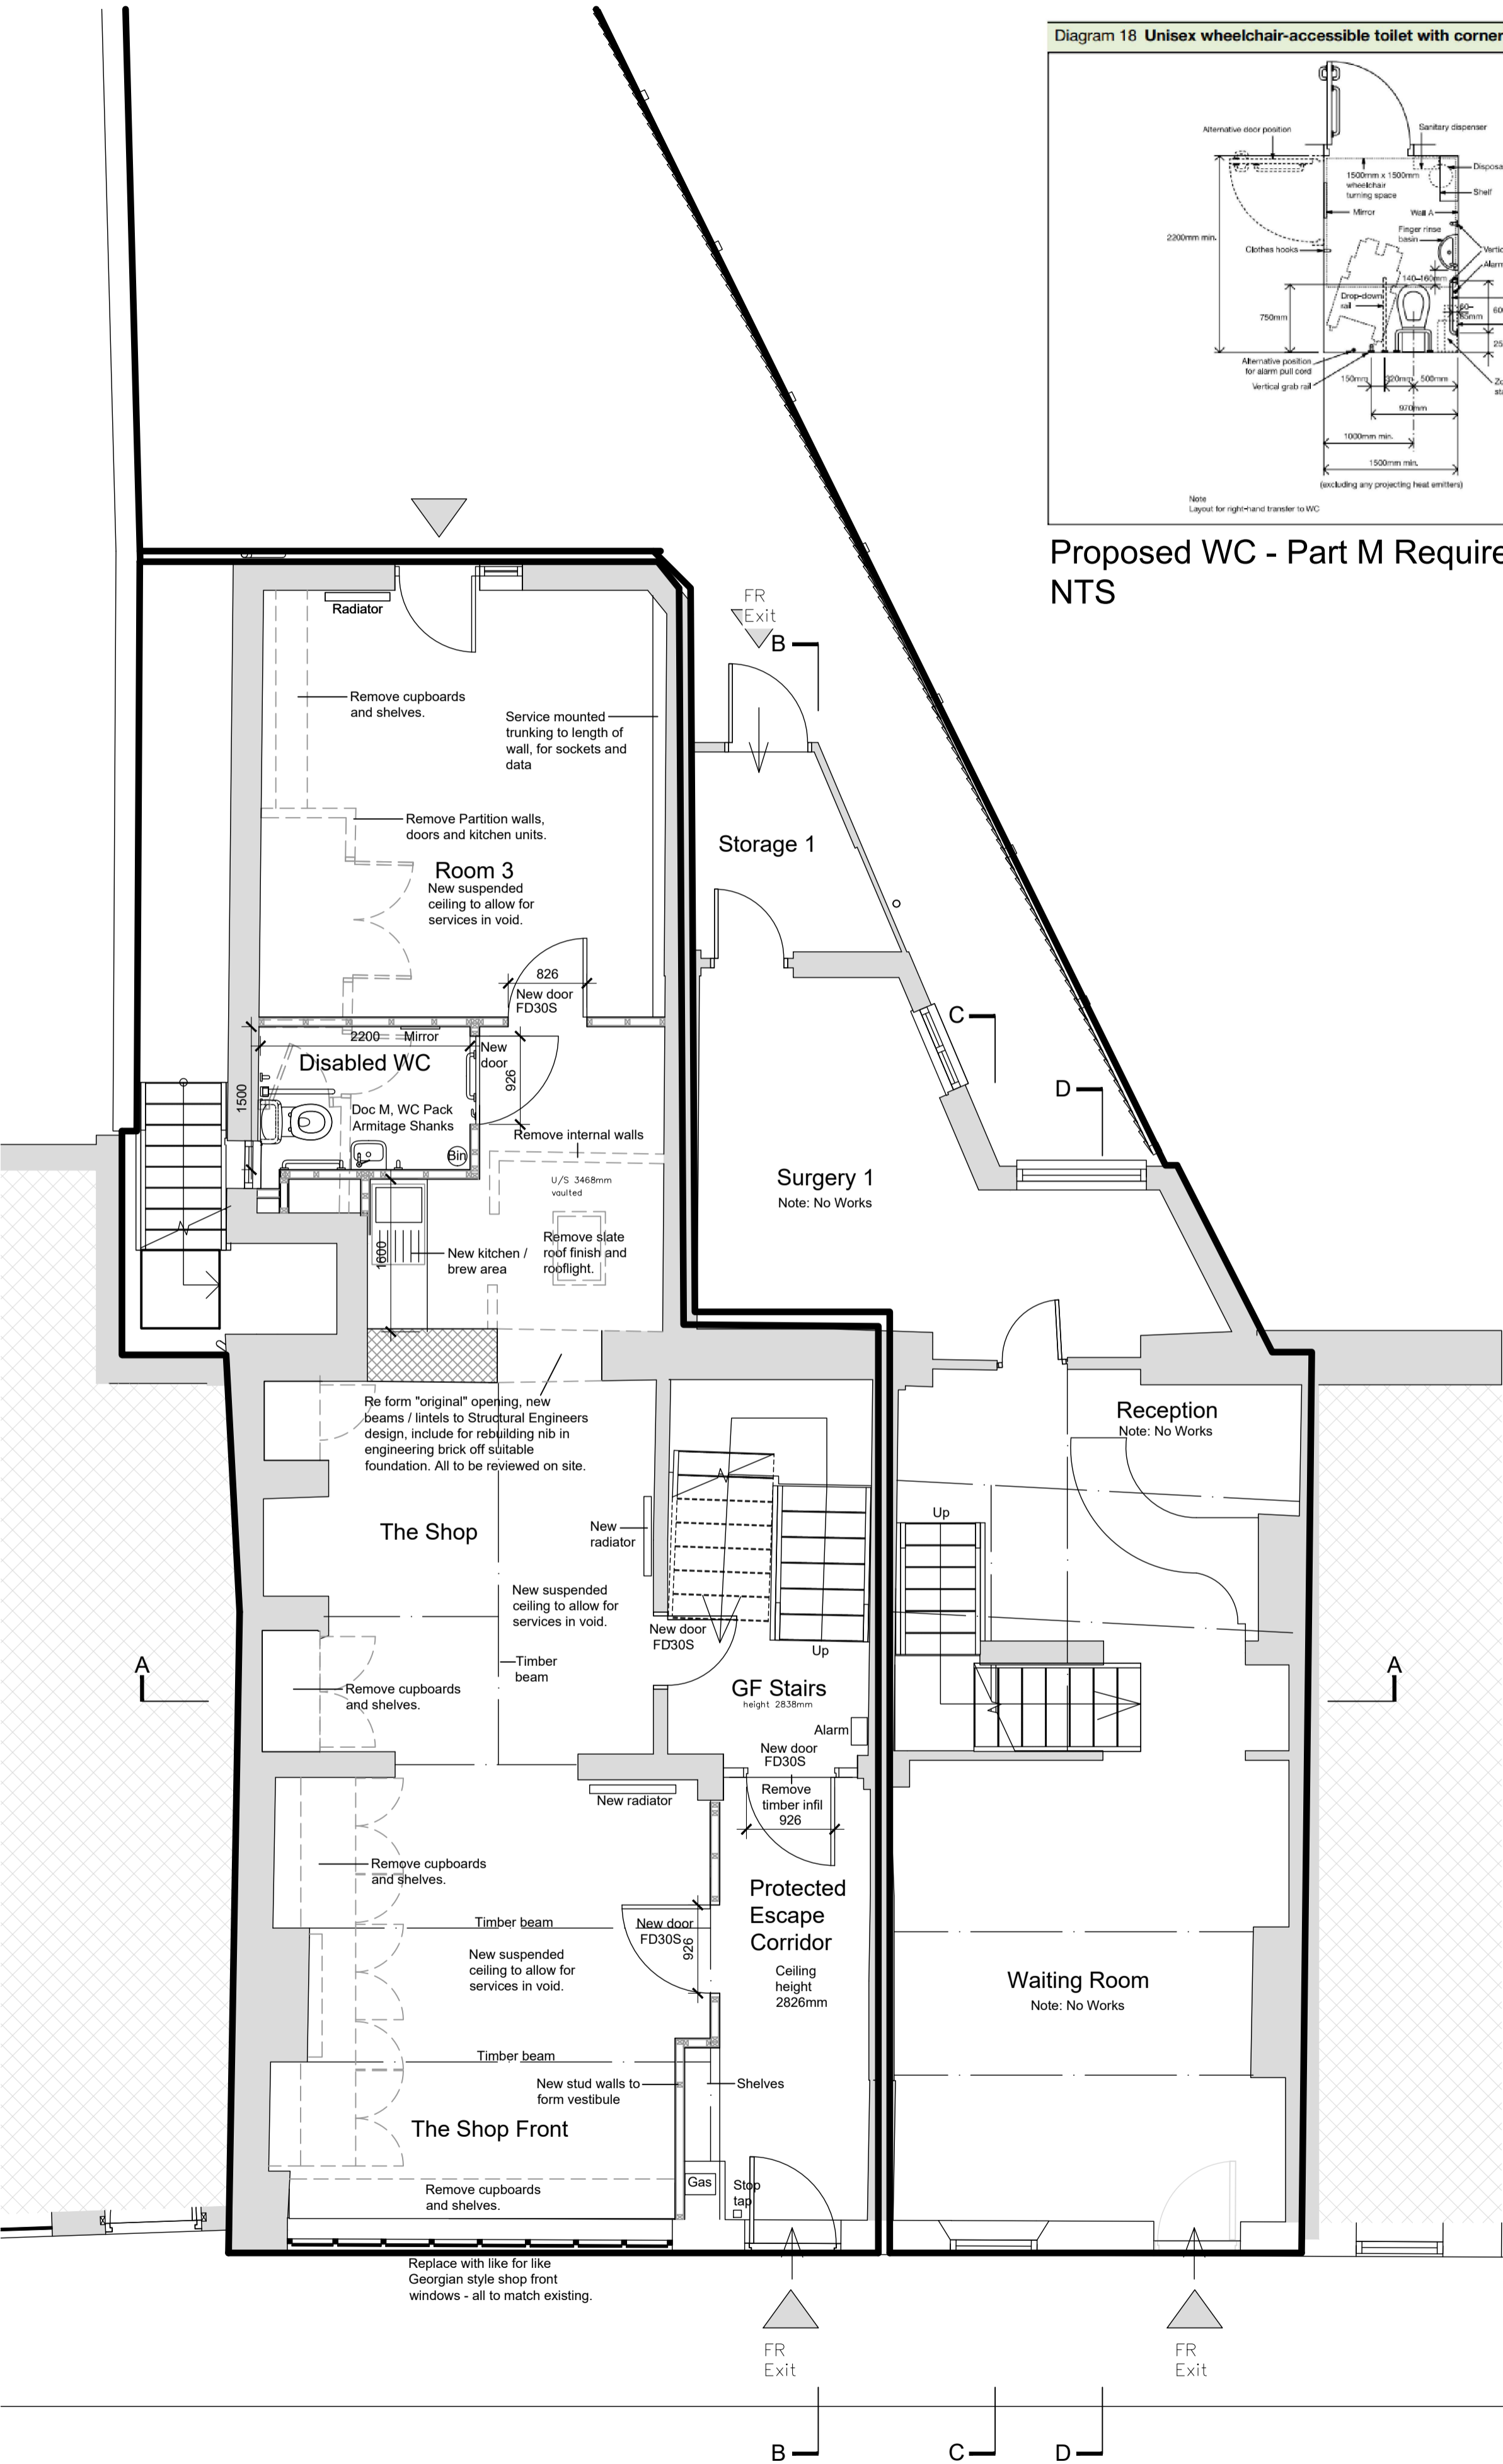 Diagram 18 Unisex wheelchair-accessible toilet with corner
Alternative door position
Sanitary dispenser
1500mm x 1500mm
wheelchair
turning space
Shelf
Mirror
Wall A
2200mm min.
Clothes hooks
Finger rinse
basin
140-160mm
Drop-down
rail
750mm
Alternative position
for alarm pull cord
Vertical grab rail
150mm
320mm
500mm
970mm
1000mm min.
1500mm min.
(excluding any projecting heat emitters)
Note
Layout for right-hand transfer to WC
Proposed WC - Part M Require
NTS
FR
Exit
B
Radiator
Remove cupboards
and shelves.
Service mounted
trunking to length of
wall, for sockets and
data
Remove Partition walls,
doors and kitchen units.
Room 3
New suspended
ceiling to allow for
services in void.
Storage 1
826
New door
FD30S
C
2200
Mirror
Disabled WC
New
door
926
1500
Doc M, WC Pack
Armitage Shanks
Bin
D
Remove internal walls
U/S 3468mm
vaulted
Surgery 1
Note: No Works
Remove slate
roof finish and
rooflight.
New kitchen /
brew area
1600
Re form "original" opening, new
beams / lintels to Structural Engineers
design, include for rebuilding nib in
engineering brick off suitable
foundation. All to be reviewed on site.
Reception
Note: No Works
The Shop
New
radiator
Up
New suspended
ceiling to allow for
services in void.
New door
FD30S
Up
Timber
beam
A
A
Remove cupboards
and shelves.
GF Stairs
height 2838mm
Alarm
New door
FD30S
Remove
timber infil
926
New radiator
Remove cupboards
and shelves.
Protected
Escape
Corridor
Ceiling
height
2826mm
Timber beam
New door
FD30S
926
New suspended
ceiling to allow for
services in void.
Waiting Room
Note: No Works
Timber beam
New stud walls to
form vestibule
Shelves
The Shop Front
Remove cupboards
and shelves.
Gas
Stop
tap
Replace with like for like
Georgian style shop front
windows - all to match existing.
FR
Exit
FR
Exit
B
C
D